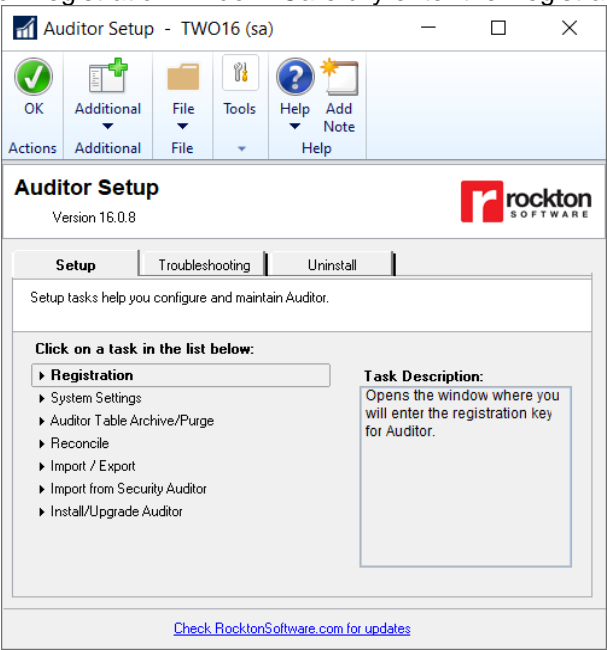 Auditor Setup - TWO16 (sa)
OK
Additional
File
Tools
Help
Add Note
Actions
Additional
File
Help
Auditor Setup
Version 16.0.8
rockton
SOFTWARE
Setup
Troubleshooting
Uninstall
Setup tasks help you configure and maintain Auditor.
Click on a task in the list below:
Registration
System Settings
Auditor Table Archive/Purge
Reconcile
Import / Export
Import from Security Auditor
Install/Upgrade Auditor
Task Description:
Opens the window where you
will enter the registration key
for Auditor.
Check RocktonSoftware.com for updates